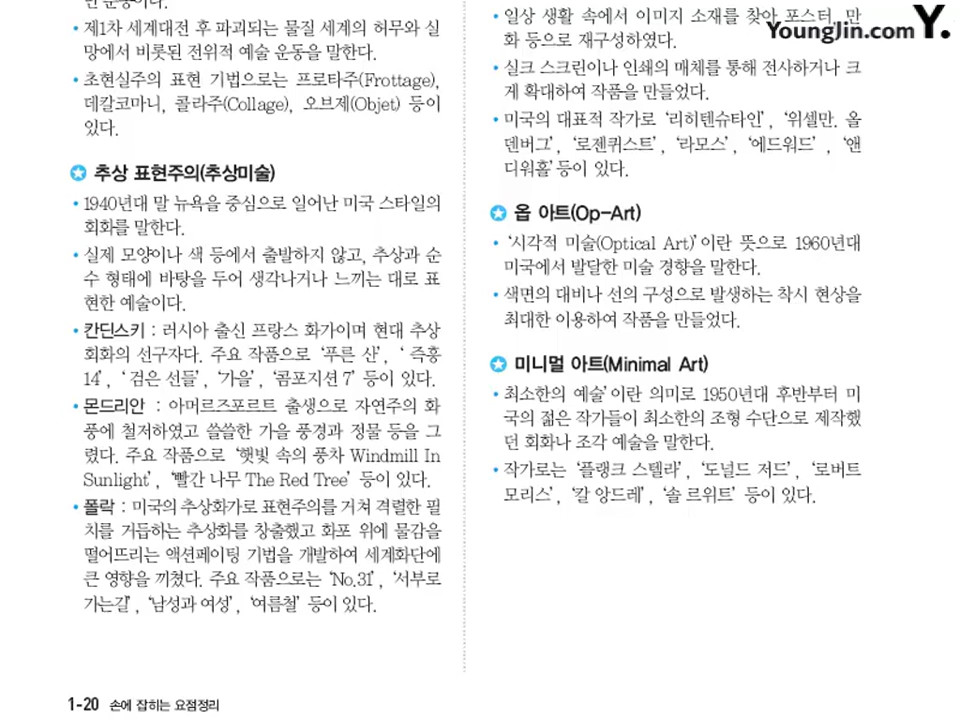 • 제1차 세계대전 후 파괴되는 물질 세계의 허무와 실
망에서 비롯된 전위적 예술 운동을 말한다.
• 초현실주의 표현 기법으로는 프로타주(Frottage),
데칼코마니, 콜라주(Collage), 오브제(Objet) 등이
있다.
추상 표현주의(추상미술)
• 1940년대 말 뉴욕을 중심으로 일어난 미국 스타일의
회화를 말한다.
• 실제 모양이나 색 등에서 출발하지 않고, 추상과 순
수 형태에 바탕을 두어 생각나거나 느끼는 대로 표
현한 예술이다.
• 칸딘스키 : 러시아 출신 프랑스 화가이며 현대 추상
회화의 선구자다. 주요 작품으로 ‘푸른 산’, ‘ 즉흥
14’, ‘ 검은 선들’, ‘가을’, ‘콤포지션 7’ 등이 있다.
• 몬드리안 : 아머르즈포르트 출생으로 자연주의 화
풍에 철저하였고 쓸쓸한 가을 풍경과 정물 등을 그
렸다. 주요 작품으로 ‘햇빛 속의 풍차 Windmill In
Sunlight’, ‘빨간 나무 The Red Tree’ 등이 있다.
• 폴락 : 미국의 추상화가로 표현주의를 거쳐 격렬한 필
치를 거듭하는 추상화를 창출했고 화포 위에 물감을
떨어뜨리는 액션페이팅 기법을 개발하여 세계화단에
큰 영향을 끼쳤다. 주요 작품으로는 ‘No.31’, ‘서부로
가는길’, ‘남성과 여성’, ‘여름철’ 등이 있다.
• 일상 생활 속에서 이미지 소재를 찾아 포스터, 만
화 등으로 재구성하였다.
• 실크 스크린이나 인쇄의 매체를 통해 전사하거나 크
게 확대하여 작품을 만들었다.
• 미국의 대표적 작가로 ‘리히텐슈타인’, ‘위셀만. 올
덴버그’, ‘로젠퀴스트’, ‘라모스’, ‘에드워드’ , ‘앤
디워홀’ 등이 있다.
옵 아트(Op-Art)
• ‘시각적 미술(Optical Art)’이란 뜻으로 1960년대
미국에서 발달한 미술 경향을 말한다.
• 색면의 대비나 선의 구성으로 발생하는 착시 현상을
최대한 이용하여 작품을 만들었다.
미니멀 아트(Minimal Art)
• 최소한의 예술’이란 의미로 1950년대 후반부터 미
국의 젊은 작가들이 최소한의 조형 수단으로 제작했
던 회화나 조각 예술을 말한다.
• 작가로는 ‘플랭크 스텔라’, ‘도널드 저드’, ‘로버트
모리스’, ‘칼 앙드레’, ‘솔 르위트’ 등이 있다.
YoungJin.com Y.
1-20 손에 잡히는 요점정리